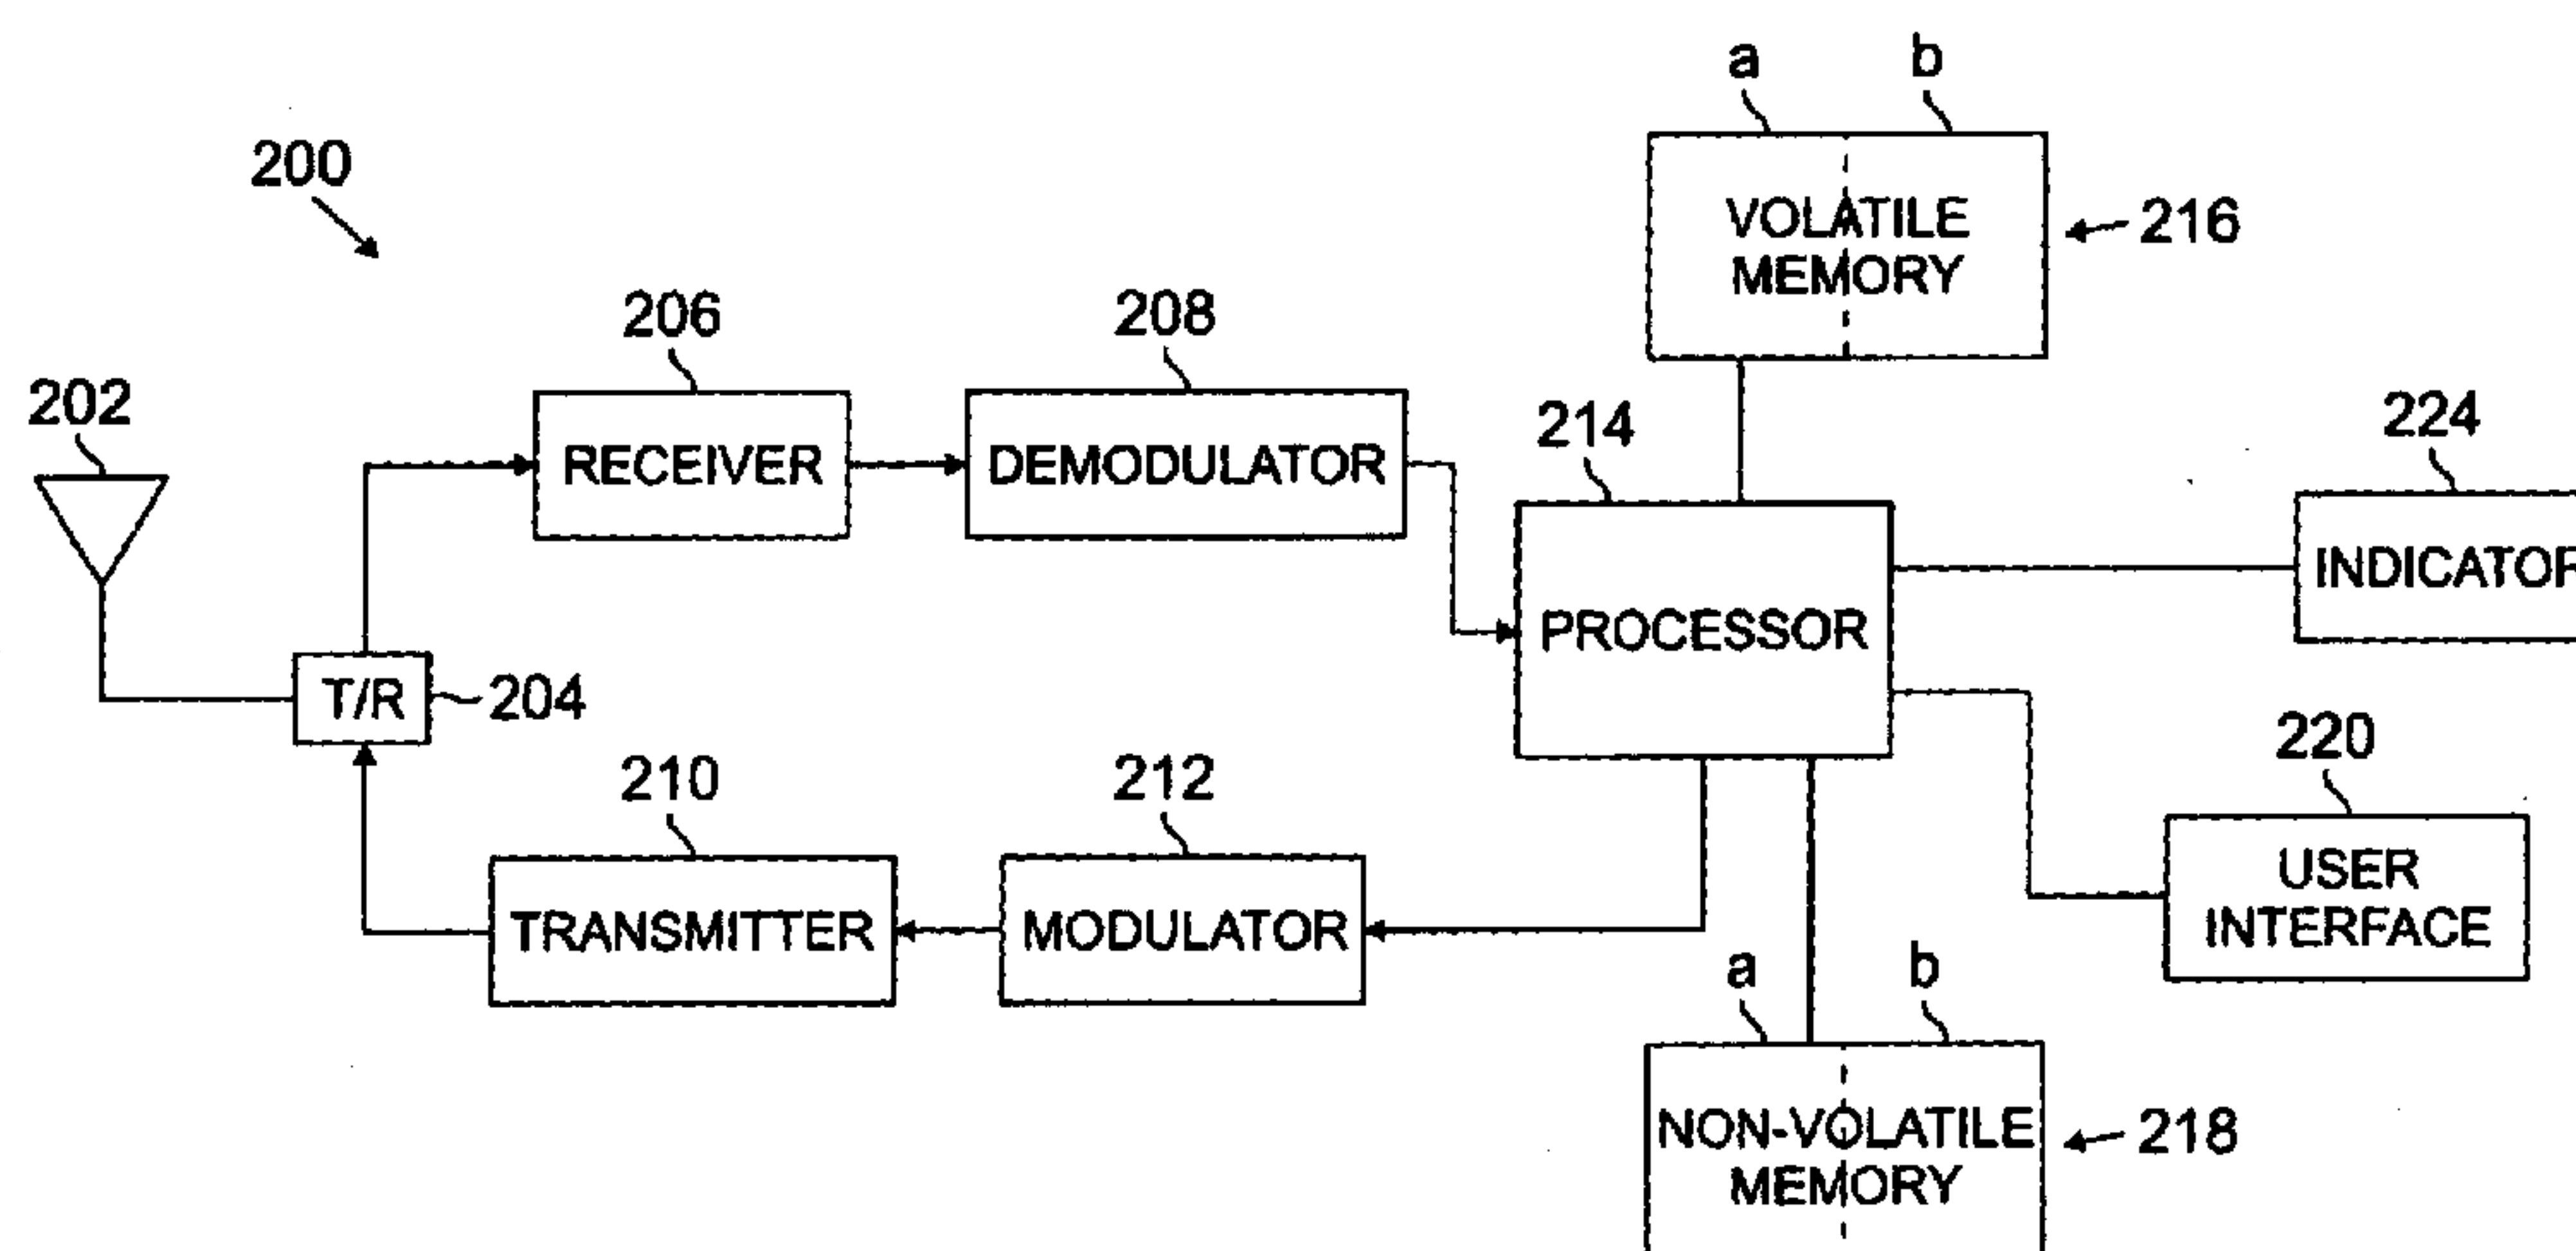 a b
200
VOLATILE
MEMORY
216
206
208
202
214
224
RECEIVER
DEMODULATOR
INDICATOR
PROCESSOR
T/R
204
210
212
220
USER
INTERFACE
TRANSMITTER
MODULATOR
a b
NON-VOLATILE
MEMORY
218